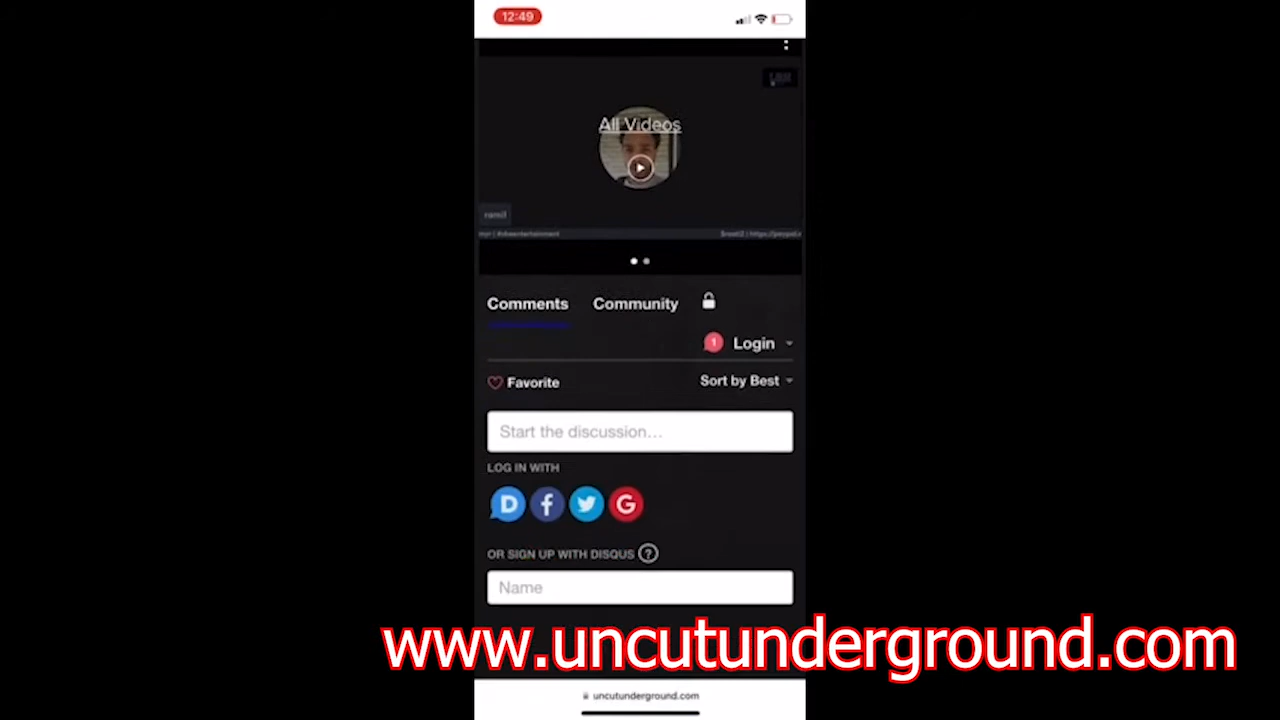 12:49
All Videos
ramil
Comments Community
1 Login
Favorite
Sort by Best
Start the discussion...
LOG IN WITH
D f G
OR SIGN UP WITH DISQUS ?
Name
www.uncutunderground.com
uncutunderground.com